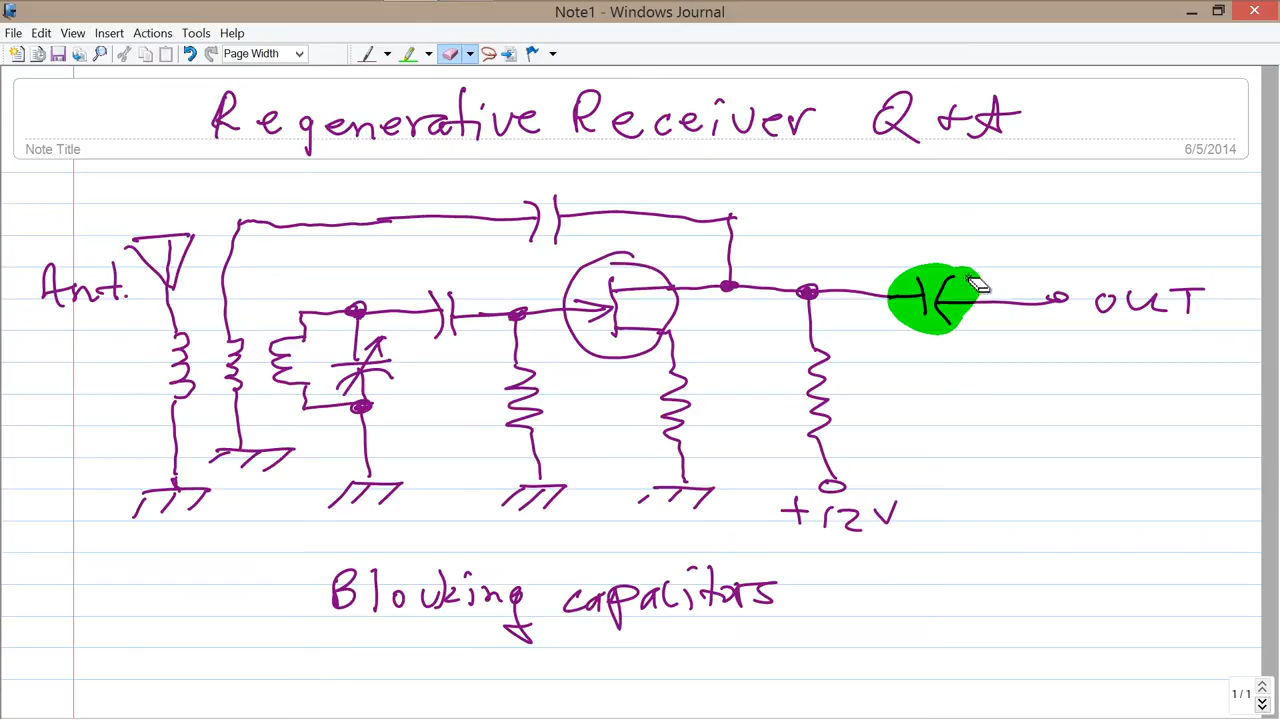 Note1 - Windows Journal
File Edit View Insert Actions Tools Help
Page Width
Regenerative Receiver Q & A
Note Title
6/5/2014
Ant.
OUT
+12V
Blocking capacitors
1 / 1